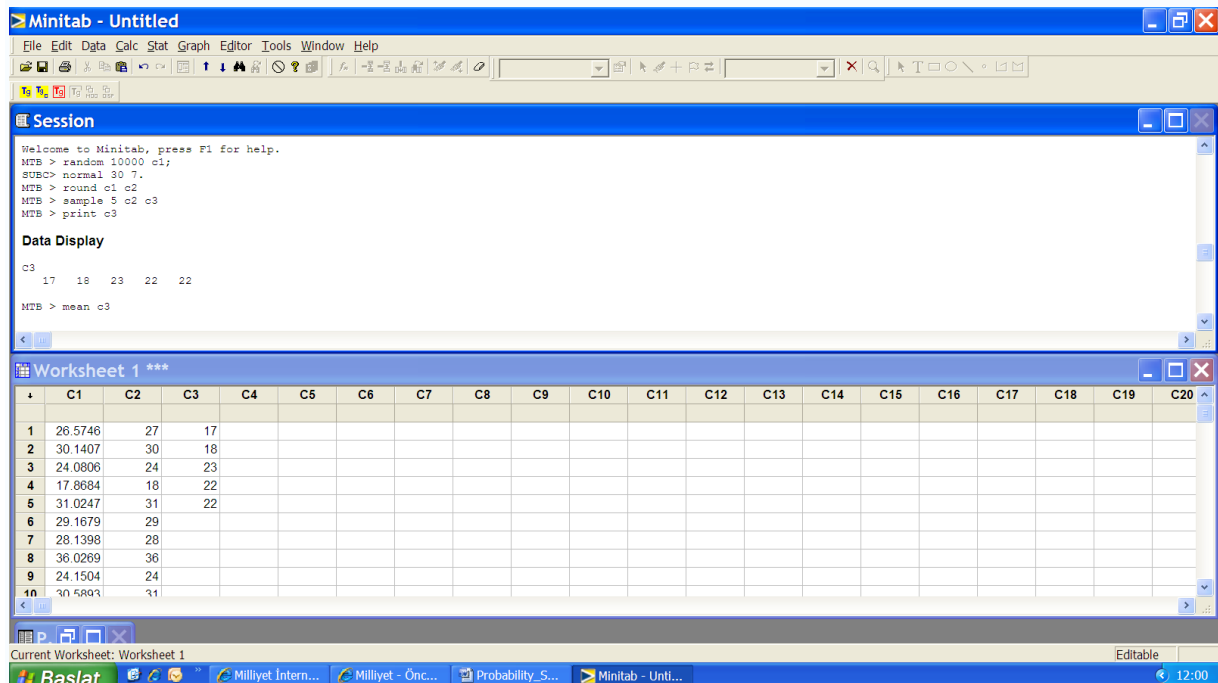 Minitab - Untitled
File Edit Data Calc Stat Graph Editor Tools Window Help
Session
Welcome to Minitab, press F1 for help.
MTB > random 10000 c1;
SUBC> normal 30 7.
MTB > round c1 c2
MTB > sample 5 c2 c3
MTB > print c3
Data Display
C3
17 18 23 22 22
MTB > mean c3
Worksheet 1 ***
C1 C2 C3 C4 C5 C6 C7 C8 C9 C10 C11 C12 C13 C14 C15 C16 C17 C18 C19 C20
1 26.5746 27 17
2 30.1407 30 18
3 24.0806 24 23
4 17.8684 18 22
5 31.0247 31 22
6 29.1679 29
7 28.1398 28
8 36.0269 36
9 24.1504 24
10 30.5893 31
P...
Current Worksheet: Worksheet 1 Editable
Başlat Milliyet İntern... Milliyet - Önc... Probability_S... Minitab - Unti... 12:00